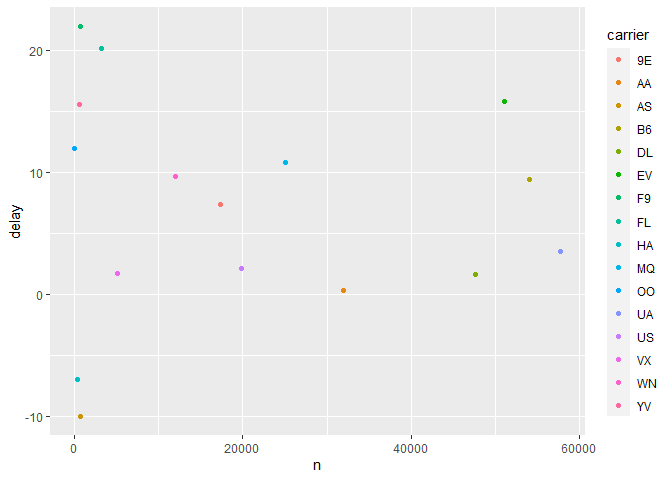 carrier
9E
AA
AS
B6
DL
EV
F9
FL
HA
MQ
OO
UA
US
VX
WN
YV
delay
20
10
0
-10
0 20000 40000 60000
n